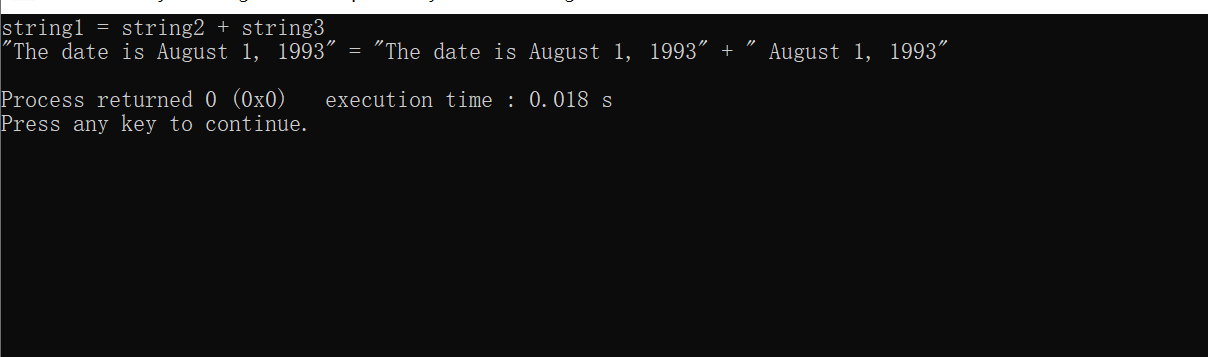 string1 = string2 + string3
"The date is August 1, 1993" = "The date is August 1, 1993" + " August 1, 1993"
Process returned 0 (0x0)   execution time : 0.018 s
Press any key to continue.